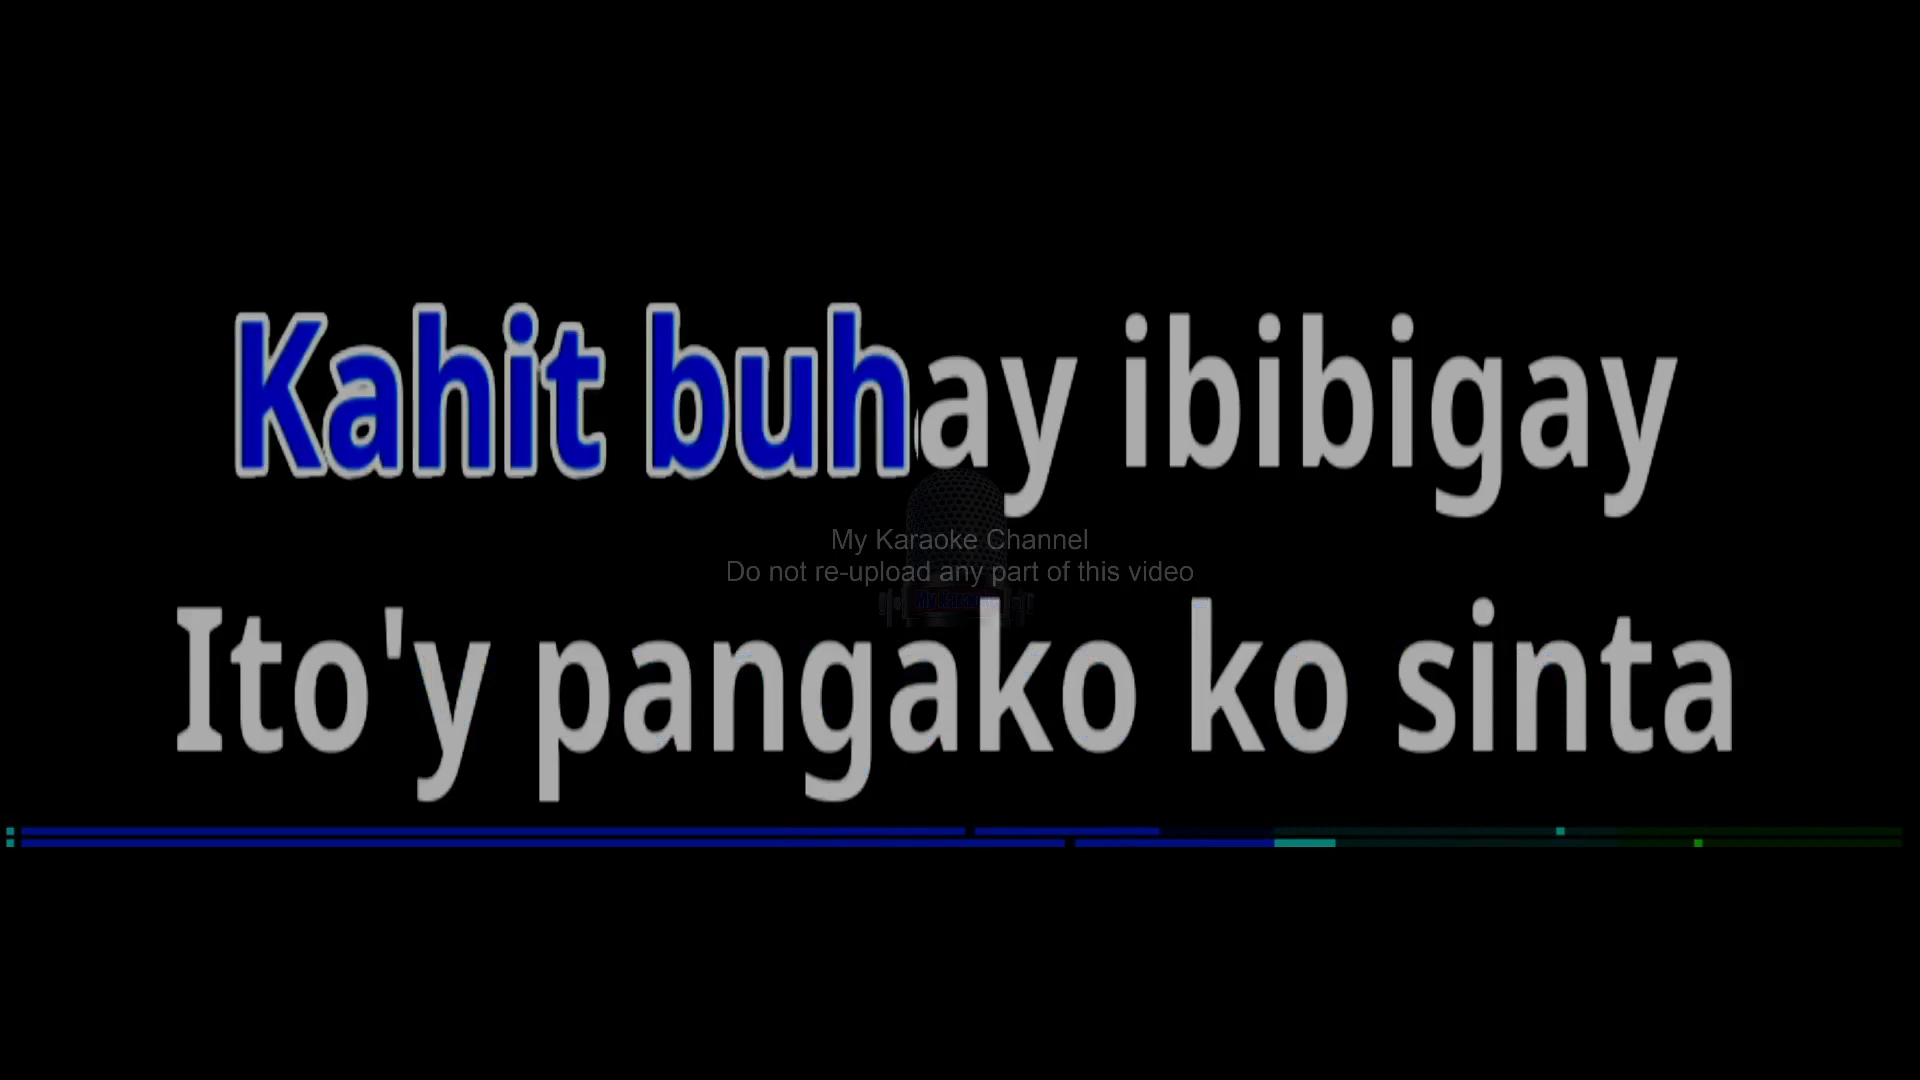 Kahit buhay ibibigay
My Karaoke Channel
Do not re-upload any part of this video
Ito'y pangako ko sinta